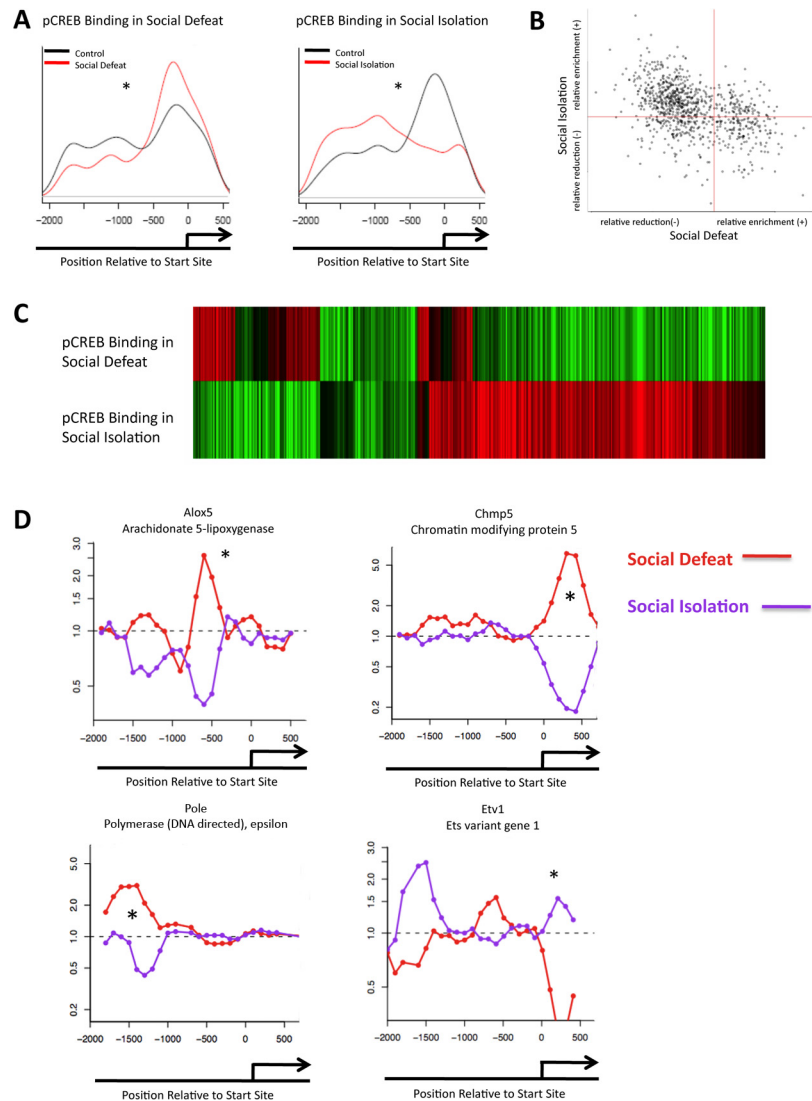 A
pCREB Binding in Social Defeat
Control
Social Defeat
*
-2000 -1500 -1000 -500 0 500
Position Relative to Start Site
pCREB Binding in Social Isolation
Control
Social Isolation
*
-2000 -1500 -1000 -500 0 500
Position Relative to Start Site
B
Social Isolation
relative reduction (-) relative enrichment (+)
relative reduction(-) relative enrichment (+)
Social Defeat
C
pCREB Binding in
Social Defeat
pCREB Binding in
Social Isolation
D
Alox5
Arachidonate 5-lipoxygenase
3.0
2.0
1.5
1.0
0.5
*
-2000 -1500 -1000 -500 0 500
Position Relative to Start Site
Chmp5
Chromatin modifying protein 5
5.0
2.0
1.0
0.5
0.2
*
-2000 -1500 -1000 -500 0 500
Position Relative to Start Site
Social Defeat
Social Isolation
Pole
Polymerase (DNA directed), epsilon
5.0
2.0
1.0
0.5
0.2
*
-2000 -1500 -1000 -500 0 500
Position Relative to Start Site
Etv1
Ets variant gene 1
3.0
2.0
1.5
1.0
0.5
*
-2000 -1500 -1000 -500 0 500
Position Relative to Start Site